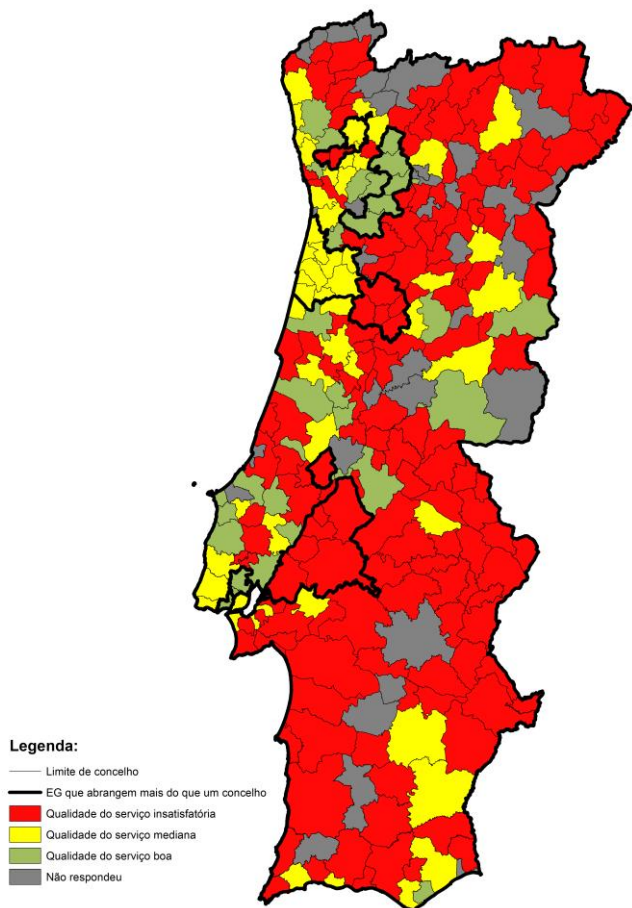 Legenda:
Limite de concelho
EG que abrangem mais do que um concelho
Qualidade do serviço insatisfatória
Qualidade do serviço mediana
Qualidade do serviço boa
Não respondeu